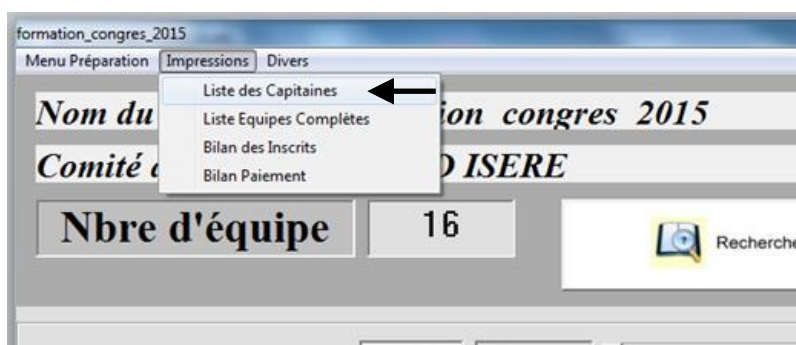 formation_congres_2015
Menu Préparation Impressions Divers
Liste des Capitaines
Liste Equipes Complètes
Bilan des Inscrits
Bilan Paiement
Nom du ion congres 2015
Comité ISERE
Nbre d'équipe 16
Recherche